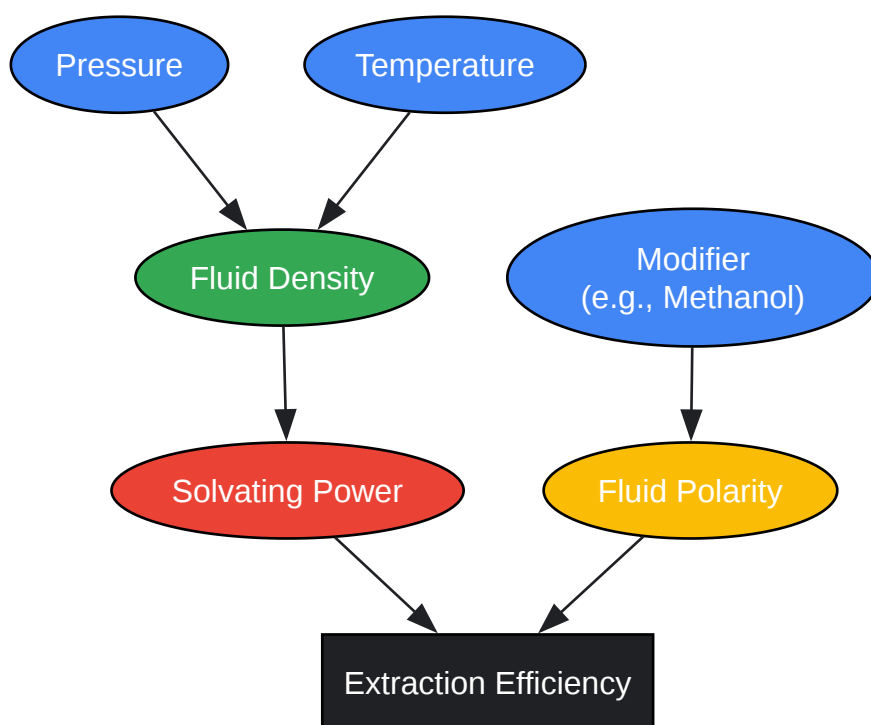 Pressure
Temperature
Fluid Density
Modifier
(e.g., Methanol)
Solvating Power
Fluid Polarity
Extraction Efficiency